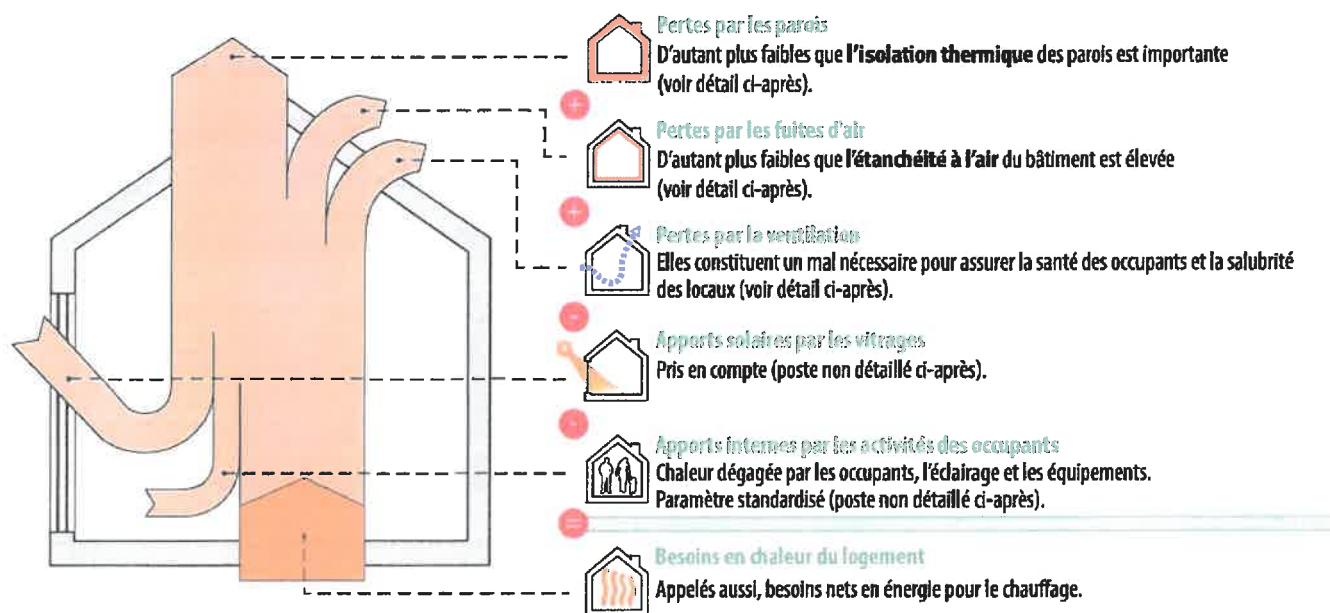 Pertes par les parois
D'autant plus faibles que l'isolation thermique des parois est importante
(voir détail ci-après).
+
Pertes par les fuites d'air
D'autant plus faibles que l'étanchéité à l'air du bâtiment est élevée
(voir détail ci-après).
+
Pertes par la ventilation
Elles constituent un mal nécessaire pour assurer la santé des occupants et la salubrité
des locaux (voir détail ci-après).
-
Apports solaires par les vitrages
Pris en compte (poste non détaillé ci-après).
-
Apports internes par les activités des occupants
Chaleur dégagée par les occupants, l'éclairage et les équipements.
Paramètre standardisé (poste non détaillé ci-après).
=
Besoins en chaleur du logement
Appelés aussi, besoins nets en énergie pour le chauffage.